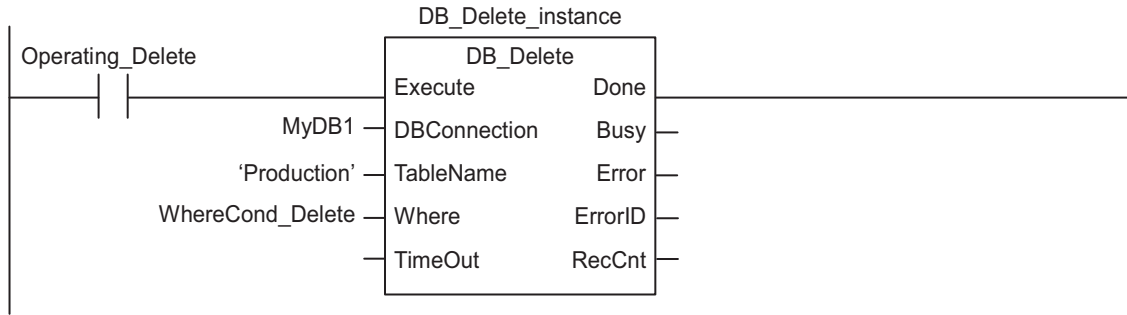 DB_Delete_instance
Operating_Delete
DB_Delete
Execute Done
MyDB1 DBConnection Busy
‘Production’ TableName Error
WhereCond_Delete Where ErrorID
TimeOut RecCnt